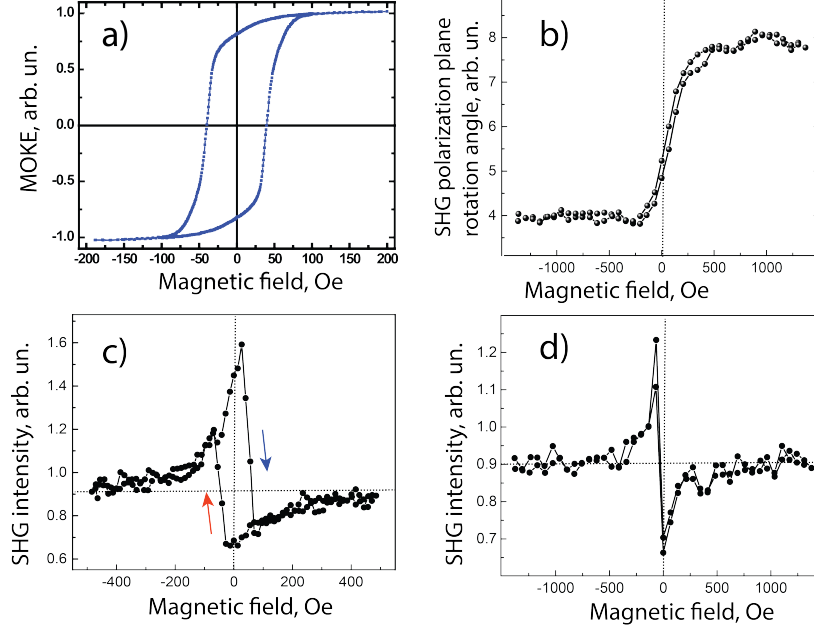 a)
MOKE, arb. un.
1.0
0.5
0.0
-0.5
-1.0
-200 -150 -100 -50 0 50 100 150 200
Magnetic field, Oe
b)
SHG polarization plane
rotation angle, arb. un.
8
7
6
5
4
-1000 -500 0 500 1000
Magnetic field, Oe
c)
SHG intensity, arb. un.
1.6
1.4
1.2
1.0
0.8
0.6
-400 -200 0 200 400
Magnetic field, Oe
d)
SHG intensity, arb. un.
1.2
1.1
1.0
0.9
0.8
0.7
0.6
-1000 -500 0 500 1000
Magnetic field, Oe